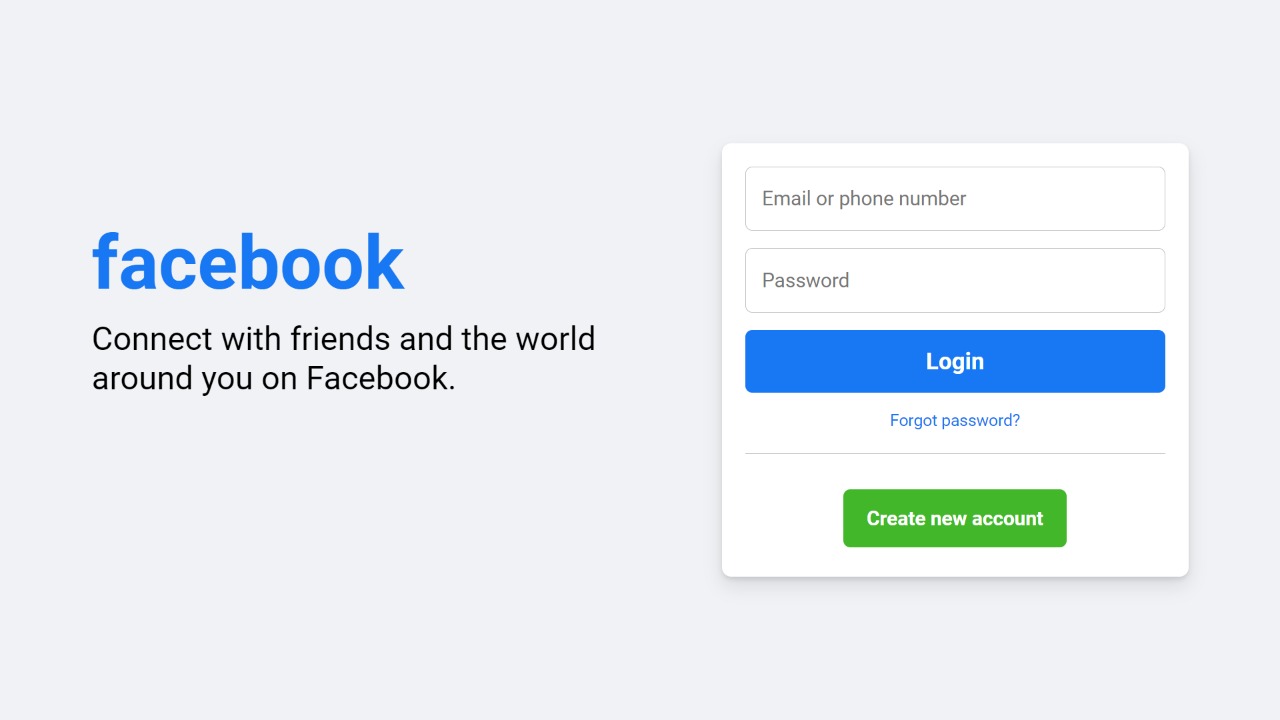 facebook
Connect with friends and the world
around you on Facebook.
Email or phone number
Password
Login
Forgot password?
Create new account